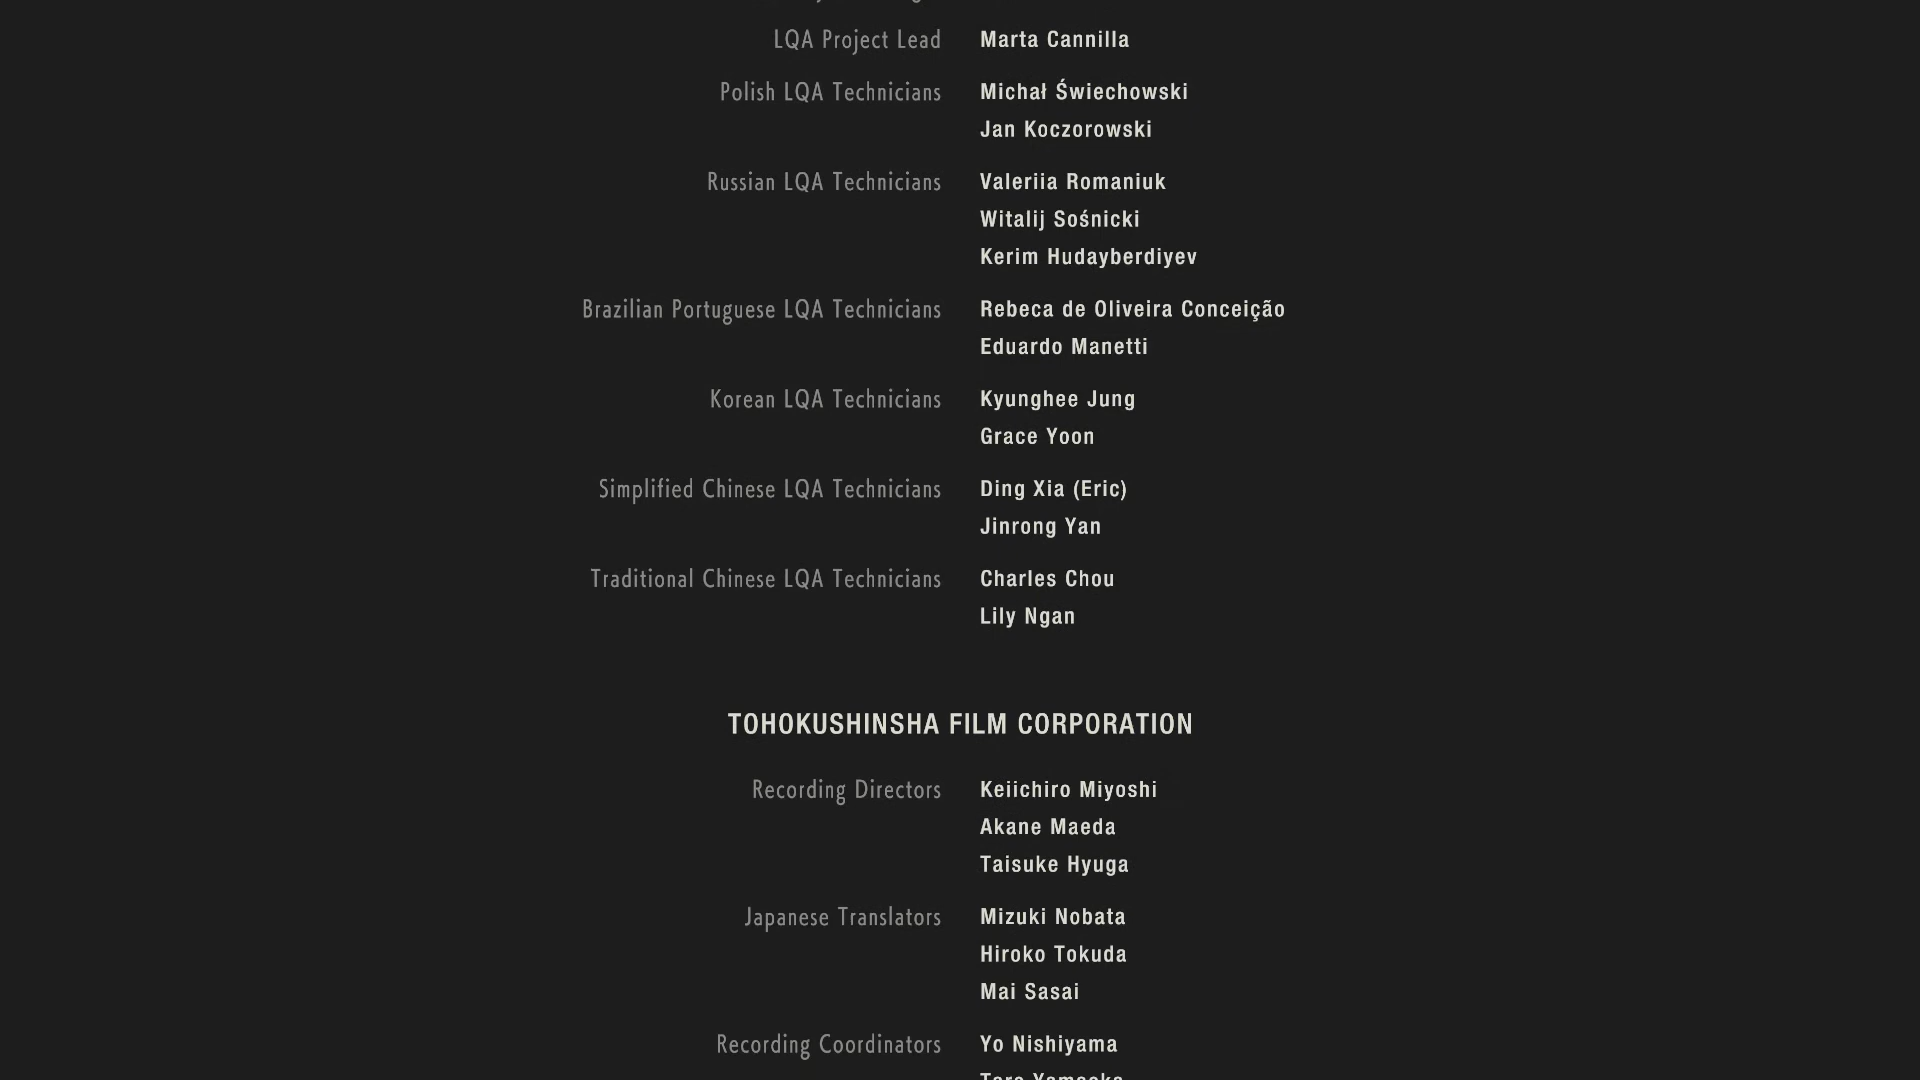 LQA Project Lead Marta Cannilla
Polish LQA Technicians Michał Świechowski
Jan Koczorowski
Russian LQA Technicians Valeriia Romaniuk
Witalij Sośnicki
Kerim Hudayberdiyev
Brazilian Portuguese LQA Technicians Rebeca de Oliveira Conceição
Eduardo Manetti
Korean LQA Technicians Kyunghee Jung
Grace Yoon
Simplified Chinese LQA Technicians Ding Xia (Eric)
Jinrong Yan
Traditional Chinese LQA Technicians Charles Chou
Lily Ngan
TOHOKUSHINSHA FILM CORPORATION
Recording Directors Keiichiro Miyoshi
Akane Maeda
Taisuke Hyuga
Japanese Translators Mizuki Nobata
Hiroko Tokuda
Mai Sasai
Recording Coordinators Yo Nishiyama